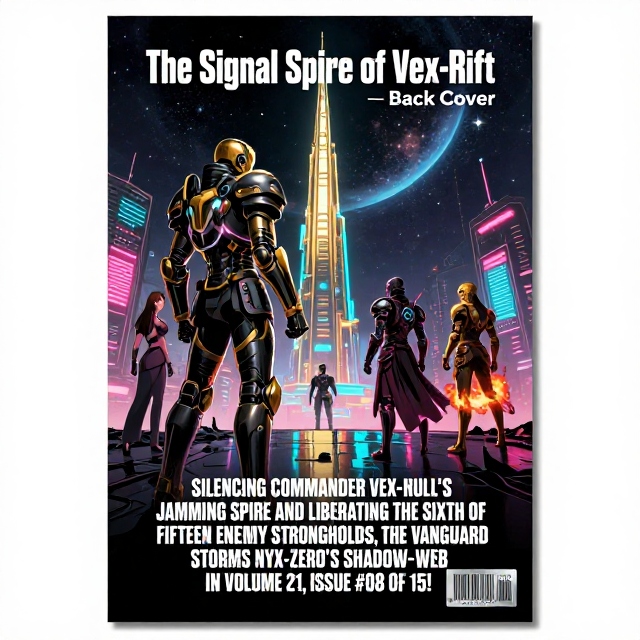 The Signal Spire of Vex-Rift
— Back Cover
SILENCING COMMANDER VEX-HULL'S
JAMMING SPIRE AND LIBERATING THE SIXTH OF
FIFTEEN ENEMY STRONGHOLDS, THE VANGUARD
STORMS NYX-ZERO'S SHADOW-WEB
IN VOLUME 21, ISSUE #08 OF 15!